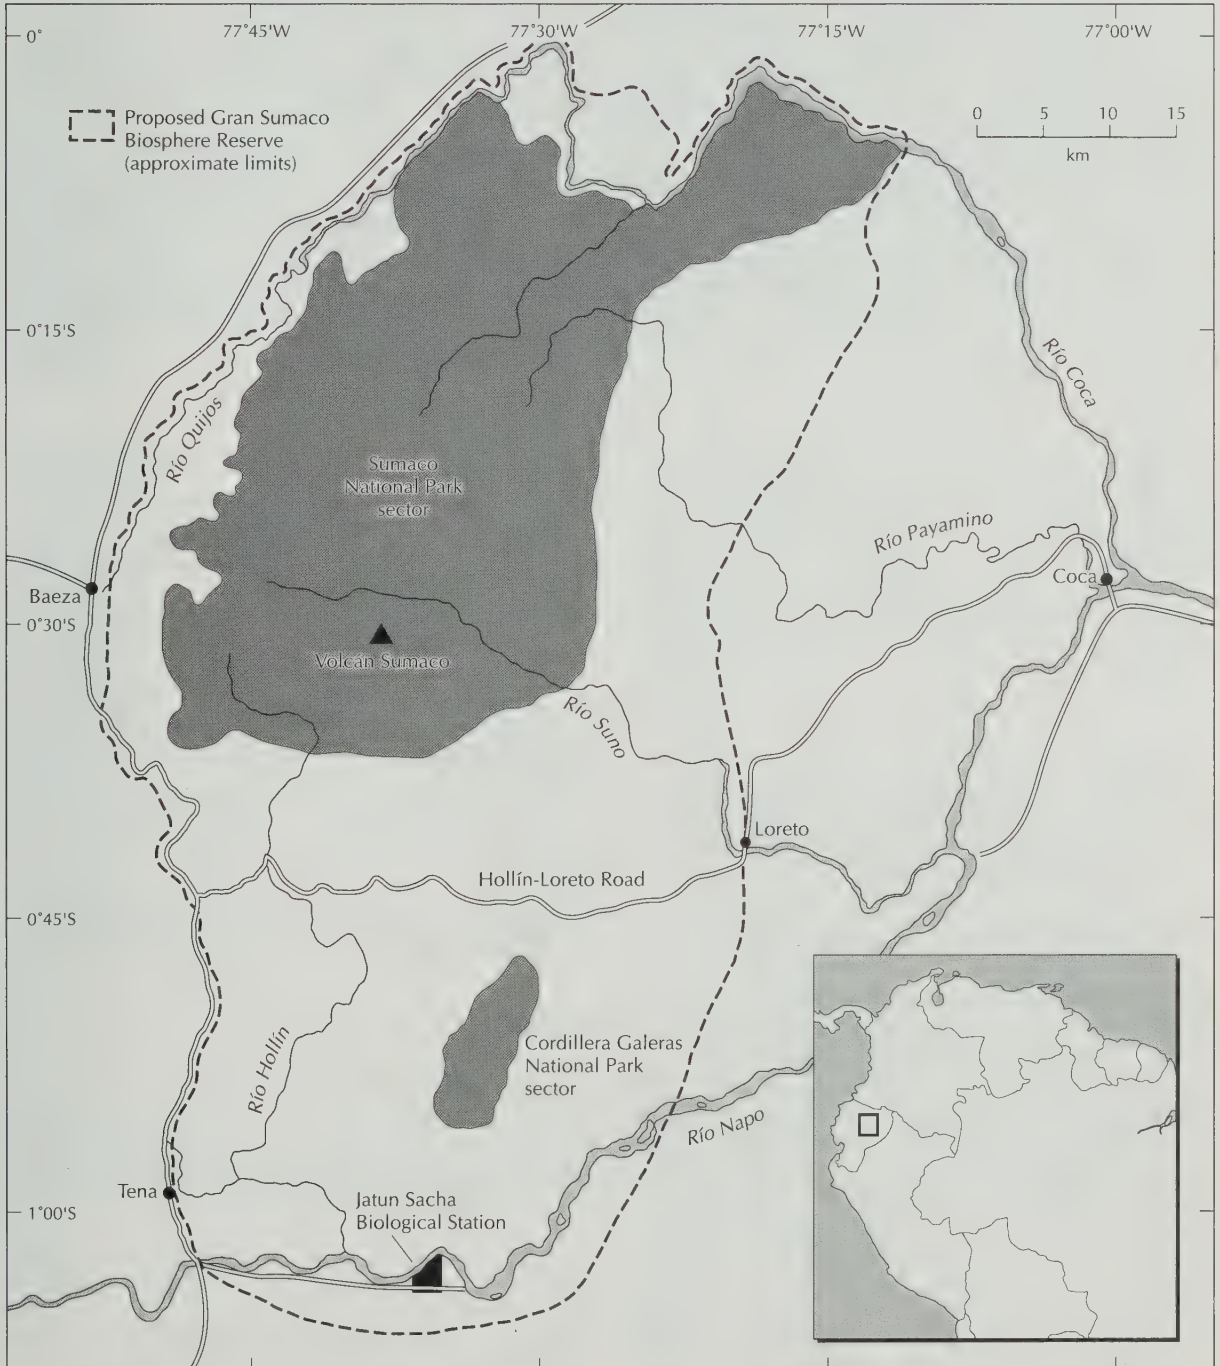 77°45'W
77°30'W
77°15'W
77°00'W
0°
Proposed Gran Sumaco
Biosphere Reserve
(approximate limits)
0
5
10
15
km
0°15'S
Río Coca
Río Quijos
Sumaco
National Park
sector
Río Payamino
Coca
Baeza
0°30'S
Volcán Sumaco
Río Suno
Loreto
Hollín-Loreto Road
0°45'S
Río Hollín
Cordillera Galeras
National Park
sector
Río Napo
Tena
Jatun Sacha
Biological Station
1°00'S